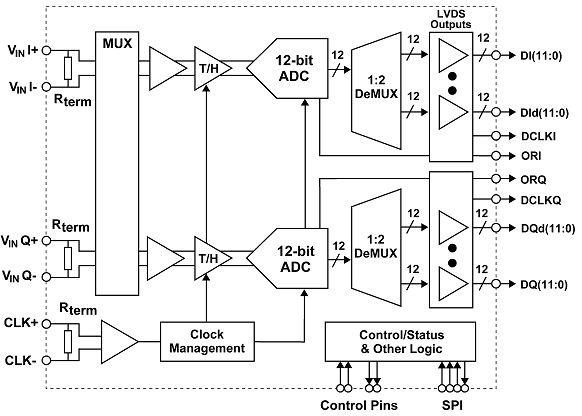 LVDS
Outputs
MUX
V_IN I+
V_IN I-
R_term
T/H
12-bit
ADC
12
1:2
DeMUX
12
12
12
12
DI(11:0)
DId(11:0)
DCLKI
ORI
ORQ
DCLKQ
V_IN Q+
V_IN Q-
R_term
T/H
12-bit
ADC
12
1:2
DeMUX
12
12
12
12
DQd(11:0)
DQ(11:0)
CLK+
CLK-
R_term
Clock
Management
Control/Status
& Other Logic
Control Pins
SPI